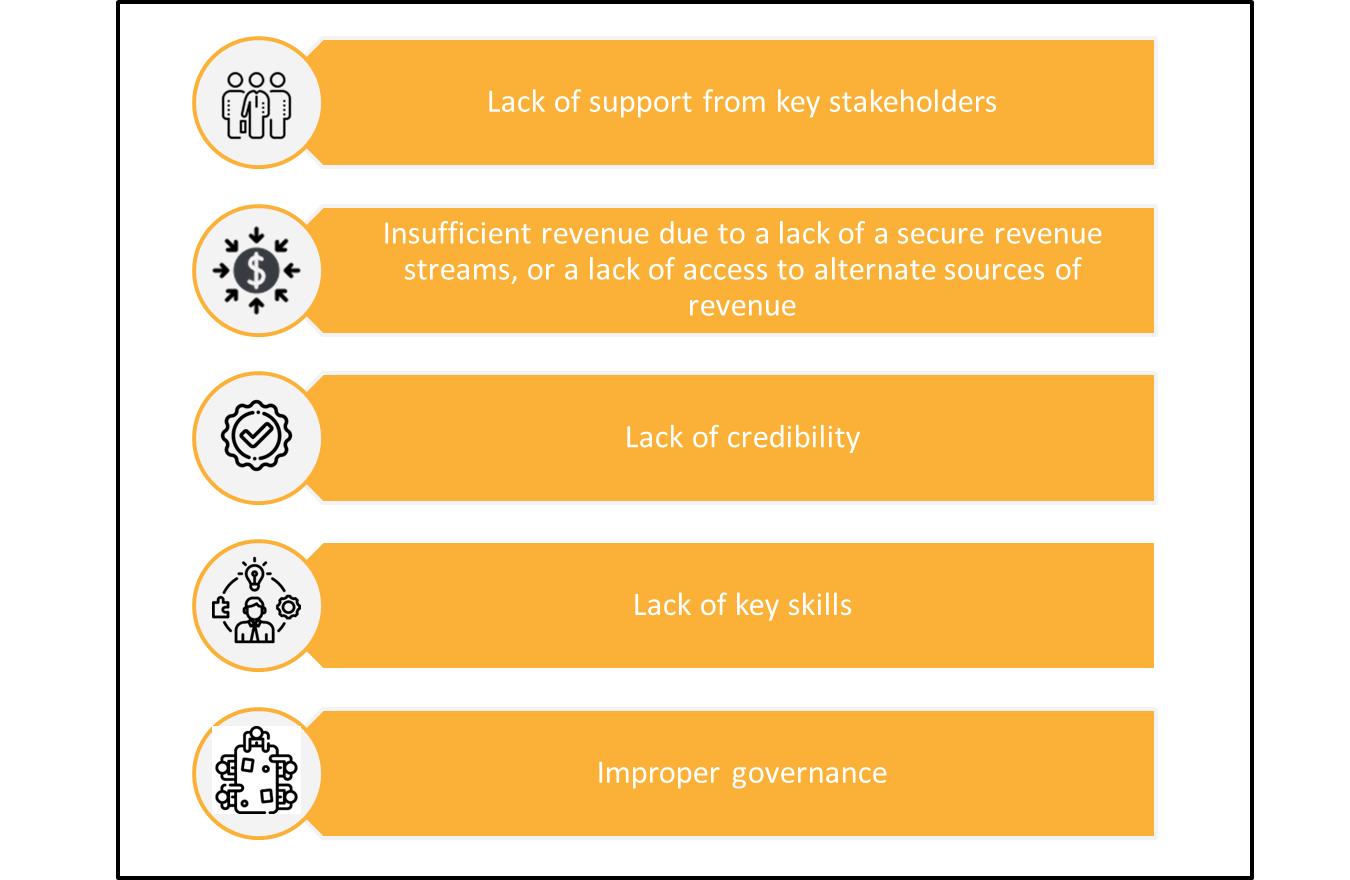 Lack of support from key stakeholders
Insufficient revenue due to a lack of a secure revenue
streams, or a lack of access to alternate sources of
revenue
Lack of credibility
Lack of key skills
Improper governance